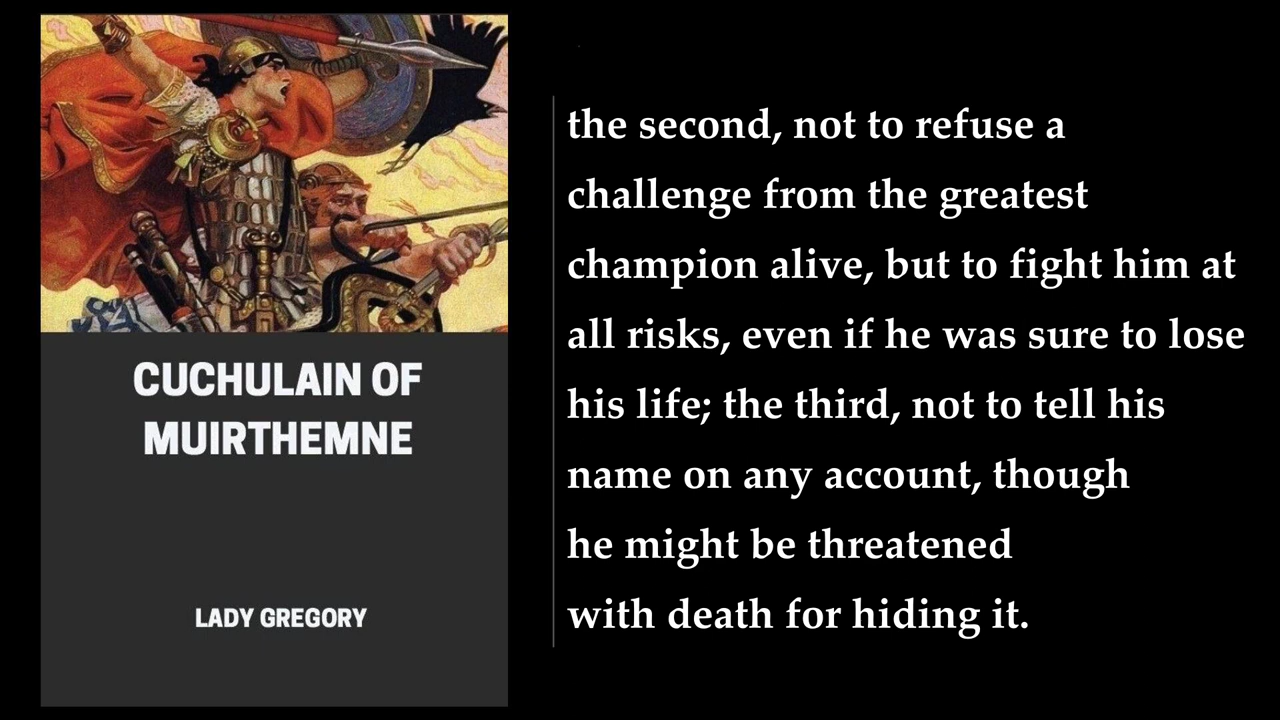 CUCHULAIN OF
MUIRTHEMNE
LADY GREGORY
the second, not to refuse a
challenge from the greatest
champion alive, but to fight him at
all risks, even if he was sure to lose
his life; the third, not to tell his
name on any account, though
he might be threatened
with death for hiding it.